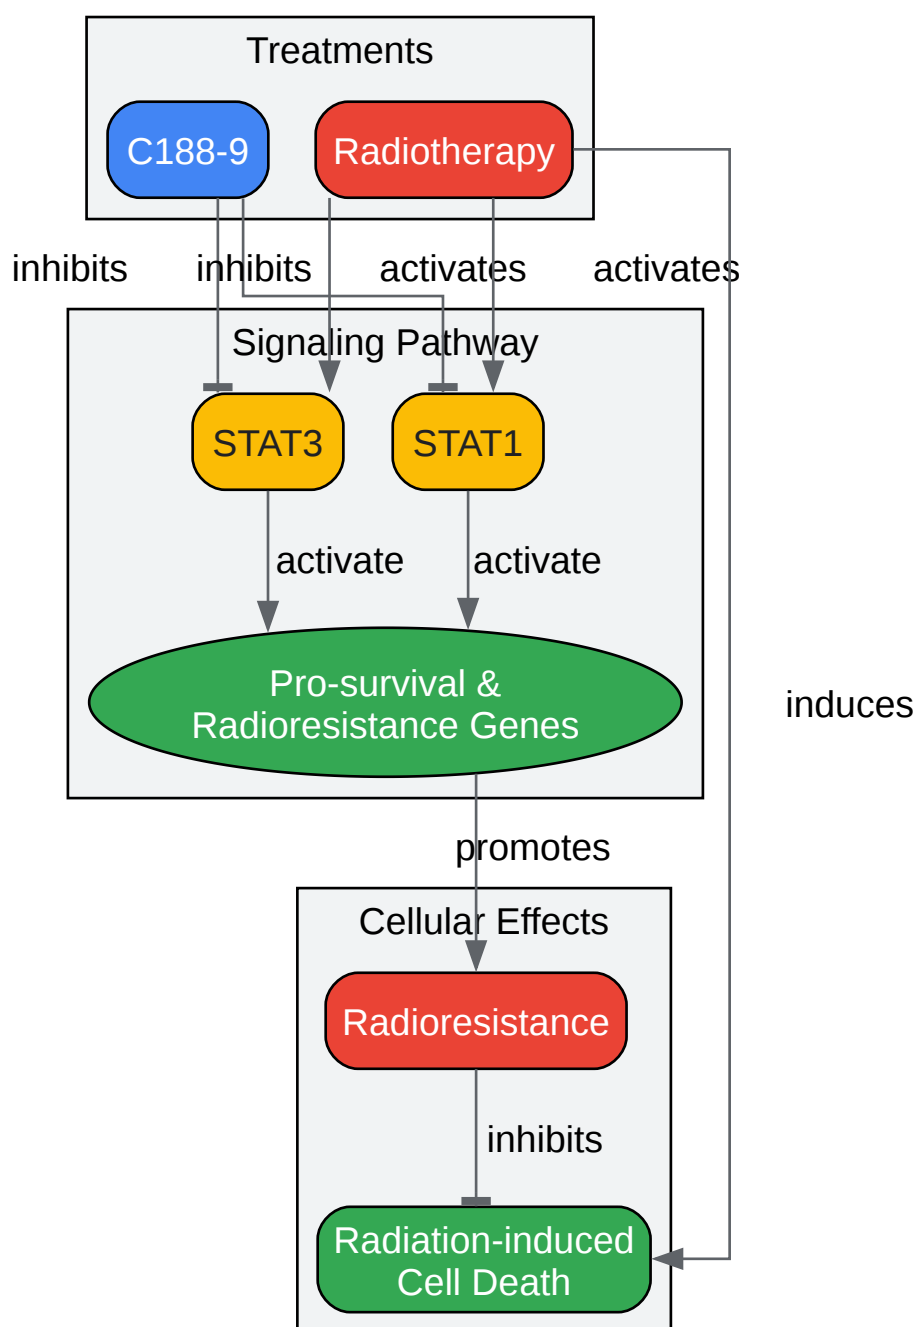 Treatments
C188-9
Radiotherapy
inhibits
inhibits
activates
activates
Signaling Pathway
STAT3
STAT1
activate
activate
Pro-survival &
Radioresistance Genes
induces
promotes
Cellular Effects
Radioresistance
inhibits
Radiation-induced
Cell Death